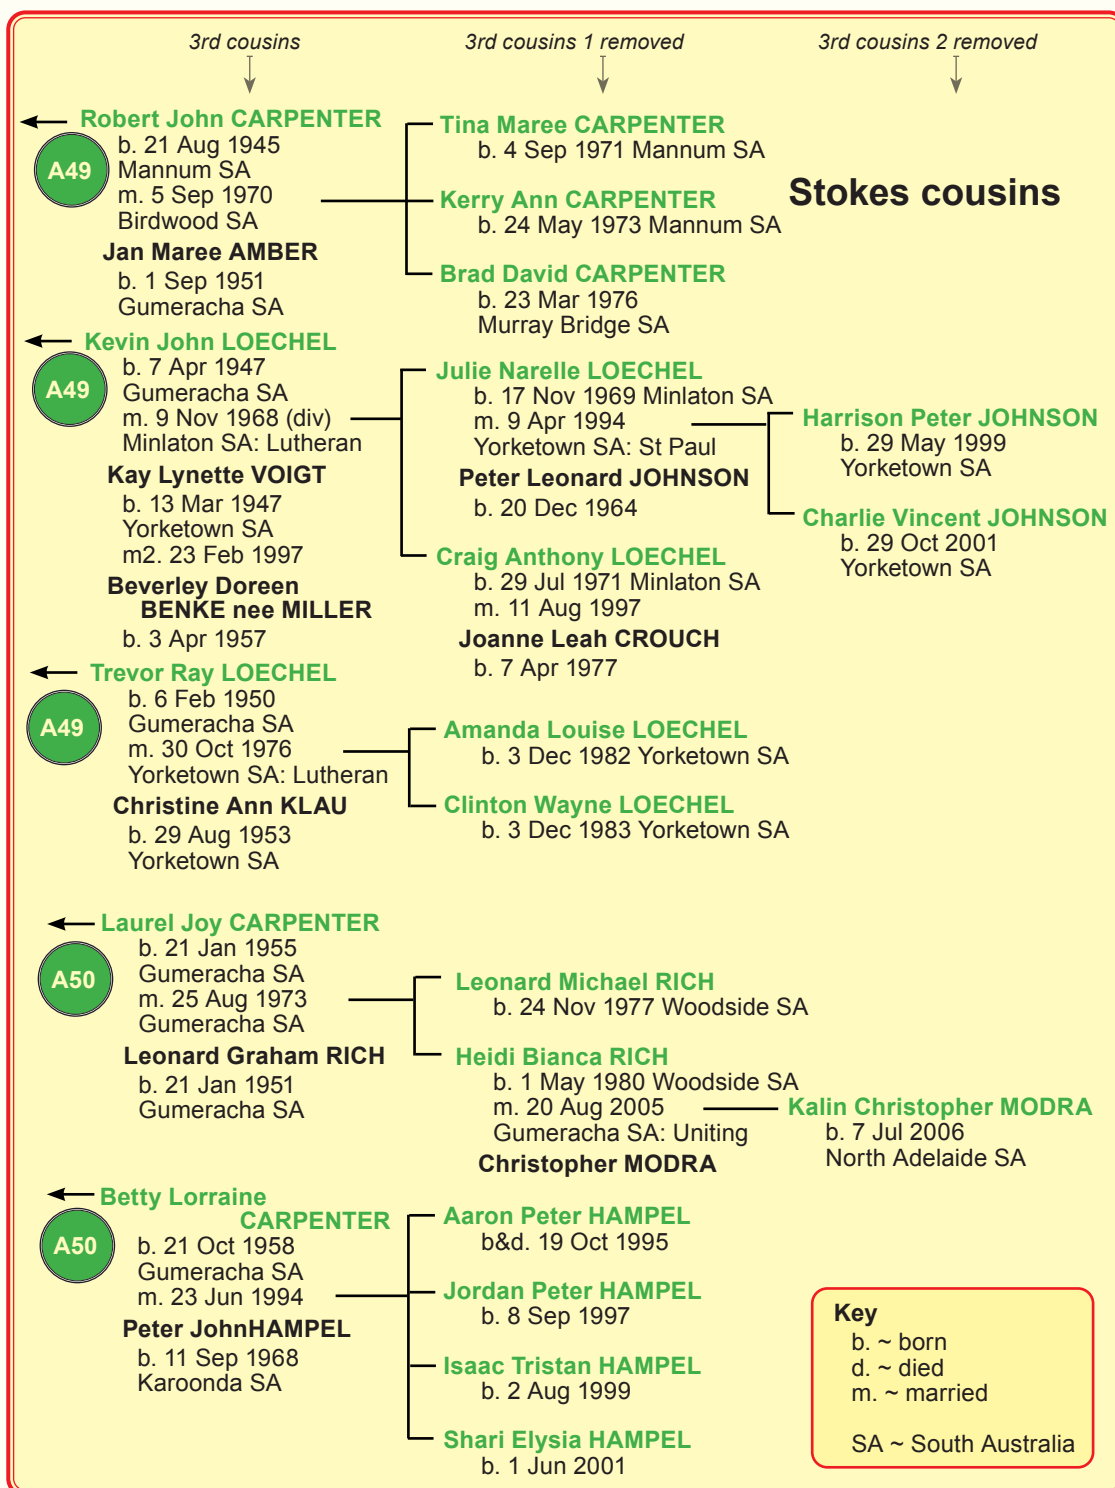 3rd cousins
3rd cousins 1 removed
3rd cousins 2 removed
Stokes cousins
Robert John CARPENTER
A49
b. 21 Aug 1945
Mannum SA
m. 5 Sep 1970
Birdwood SA
Jan Maree AMBER
b. 1 Sep 1951
Gumeracha SA
Tina Maree CARPENTER
b. 4 Sep 1971 Mannum SA
Kerry Ann CARPENTER
b. 24 May 1973 Mannum SA
Brad David CARPENTER
b. 23 Mar 1976
Murray Bridge SA
Kevin John LOECHEL
A49
b. 7 Apr 1947
Gumeracha SA
m. 9 Nov 1968 (div)
Minlaton SA: Lutheran
Kay Lynette VOIGT
b. 13 Mar 1947
Yorketown SA
m2. 23 Feb 1997
Beverley Doreen
BENKE nee MILLER
b. 3 Apr 1957
Julie Narelle LOECHEL
b. 17 Nov 1969 Minlaton SA
m. 9 Apr 1994
Yorketown SA: St Paul
Peter Leonard JOHNSON
b. 20 Dec 1964
Harrison Peter JOHNSON
b. 29 May 1999
Yorketown SA
Charlie Vincent JOHNSON
b. 29 Oct 2001
Yorketown SA
Craig Anthony LOECHEL
b. 29 Jul 1971 Minlaton SA
m. 11 Aug 1997
Joanne Leah CROUCH
b. 7 Apr 1977
Trevor Ray LOECHEL
A49
b. 6 Feb 1950
Gumeracha SA
m. 30 Oct 1976
Yorketown SA: Lutheran
Christine Ann KLAU
b. 29 Aug 1953
Yorketown SA
Amanda Louise LOECHEL
b. 3 Dec 1982 Yorketown SA
Clinton Wayne LOECHEL
b. 3 Dec 1983 Yorketown SA
Laurel Joy CARPENTER
A50
b. 21 Jan 1955
Gumeracha SA
m. 25 Aug 1973
Gumeracha SA
Leonard Graham RICH
b. 21 Jan 1951
Gumeracha SA
Leonard Michael RICH
b. 24 Nov 1977 Woodside SA
Heidi Bianca RICH
b. 1 May 1980 Woodside SA
m. 20 Aug 2005
Gumeracha SA: Uniting
Christopher MODRA
Kalin Christopher MODRA
b. 7 Jul 2006
North Adelaide SA
Betty Lorraine
CARPENTER
A50
b. 21 Oct 1958
Gumeracha SA
m. 23 Jun 1994
Peter JohnHAMPEL
b. 11 Sep 1968
Karoonda SA
Aaron Peter HAMPEL
b&d. 19 Oct 1995
Jordan Peter HAMPEL
b. 8 Sep 1997
Isaac Tristan HAMPEL
b. 2 Aug 1999
Shari Elysia HAMPEL
b. 1 Jun 2001
Key
b. ~ born
d. ~ died
m. ~ married
SA ~ South Australia